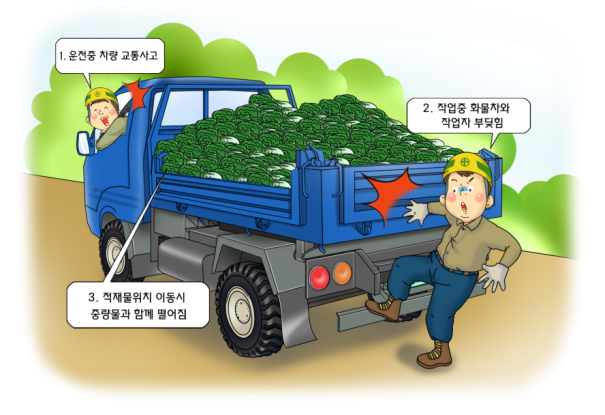 1. 운전중 차량 교통사고
2. 작업중 화물차와
작업자 부딪힘
3. 적재물위치 이동시
중량물과 함께 떨어짐